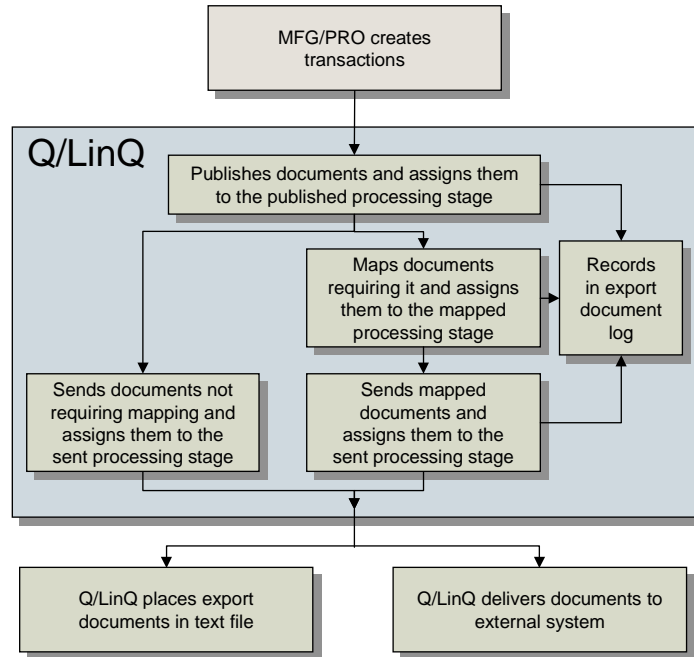 MFG/PRO creates
transactions
Q/LinQ
Publishes documents and assigns them
to the published processing stage
Maps documents
requiring it and assigns
them to the mapped
processing stage
Records
in export
document
log
Sends documents not
requiring mapping and
assigns them to the
sent processing stage
Sends mapped
documents and
assigns them to the
sent processing stage
Q/LinQ places export
documents in text file
Q/LinQ delivers documents to
external system